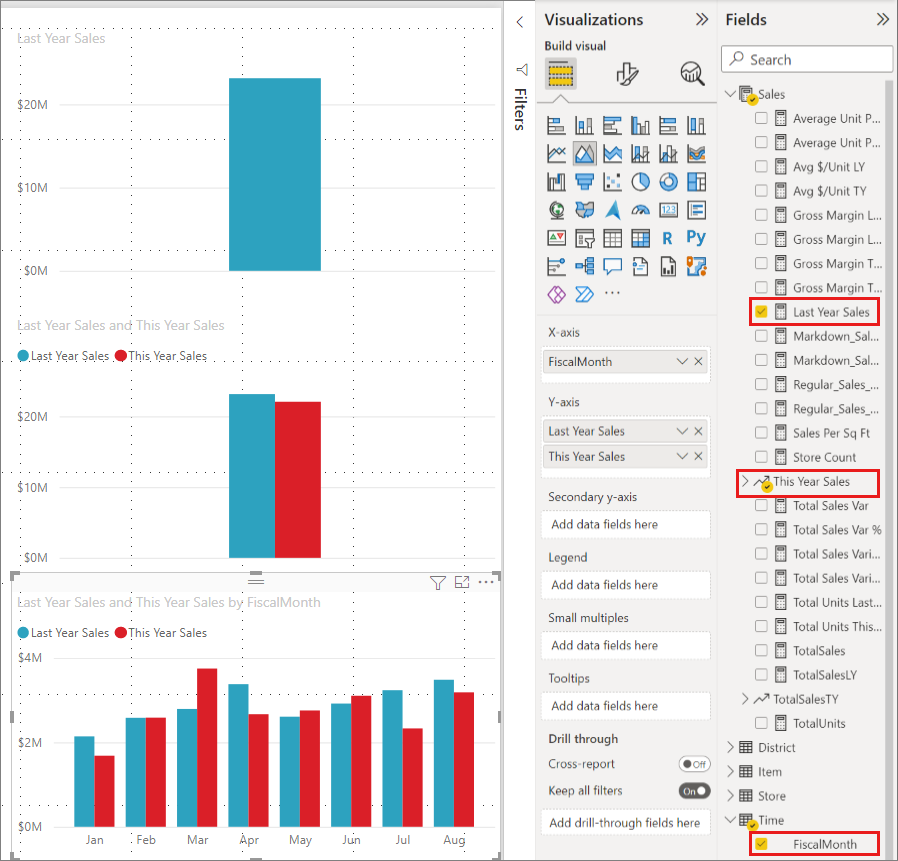 Last Year Sales
$20M
$10M
$0M
Last Year Sales and This Year Sales
Last Year Sales This Year Sales
$20M
$10M
$0M
Last Year Sales and This Year Sales by FiscalMonth
Last Year Sales This Year Sales
$4M
$2M
$0M
Jan Feb Mar Apr May Jun Jul Aug
Filters
Visualizations
Build visual
123
R Py
X-axis
FiscalMonth
Y-axis
Last Year Sales
This Year Sales
Secondary y-axis
Add data fields here
Legend
Add data fields here
Small multiples
Add data fields here
Tooltips
Add data fields here
Drill through
Cross-report Off
Keep all filters On
Add drill-through fields here
Fields
Search
Sales
Average Unit P...
Average Unit P...
Avg $/Unit LY
Avg $/Unit TY
Gross Margin L...
Gross Margin L...
Gross Margin T...
Gross Margin T...
Last Year Sales
Markdown_Sal...
Markdown_Sal...
Regular_Sales_...
Regular_Sales_...
Sales Per Sq Ft
Store Count
This Year Sales
Total Sales Var
Total Sales Var %
Total Sales Vari...
Total Sales Vari...
Total Units Last...
Total Units This...
TotalSales
TotalSalesLY
TotalSalesTY
TotalUnits
District
Item
Store
Time
FiscalMonth